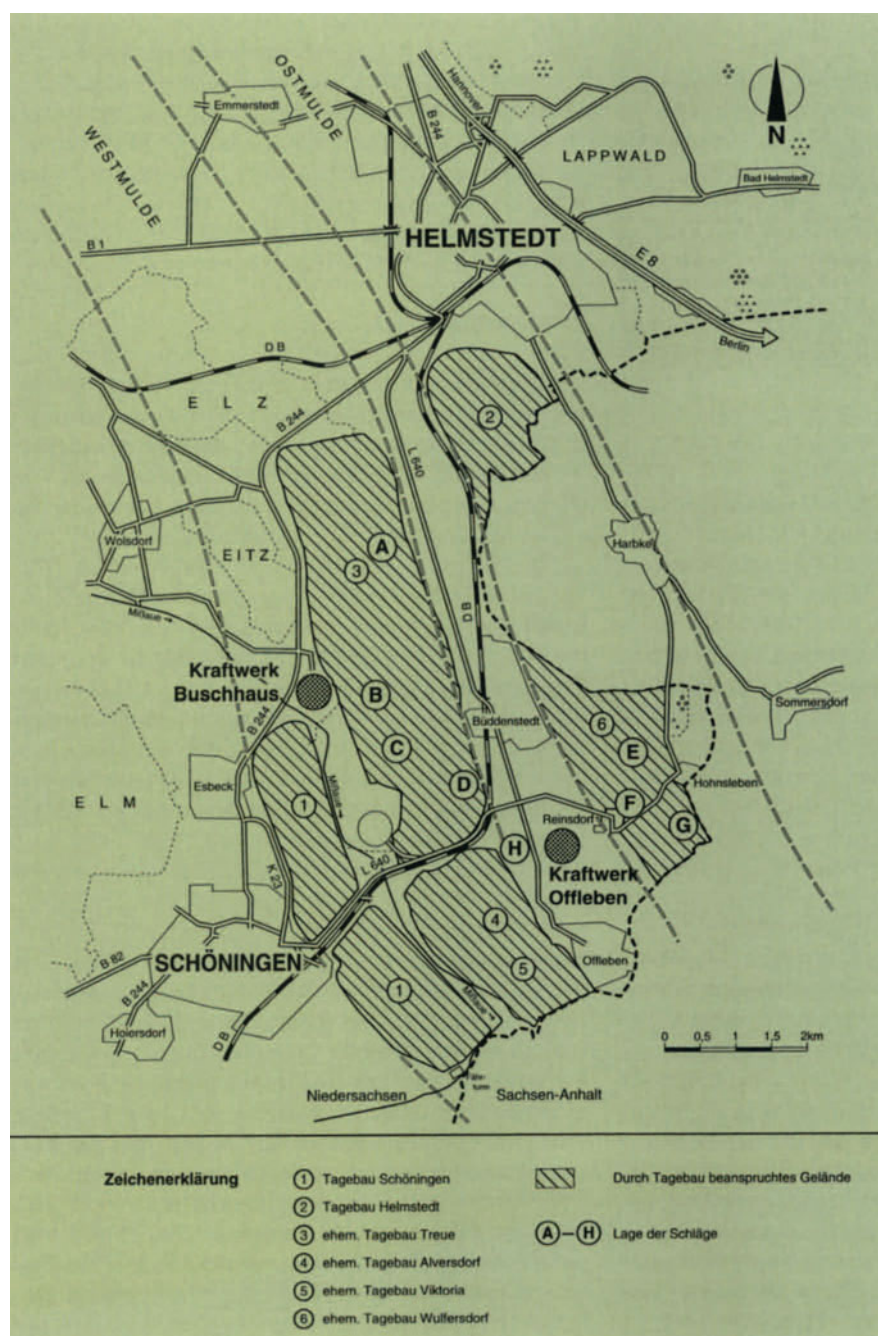 WESTMULDE
OSTMULDE
Emmerstedt
Hannover
B 244
LAPPWALD
N
Bad Helmstedt
B 1
HELMSTEDT
E 8
Berlin
D B
E L Z
B 244
L 640
2
Wolsdorf
EITZ
A
3
Harbke
Mißaue
D B
Kraftwerk
Buschhaus
B
Büddenstedt
Sommersdorf
6
B 244
C
E
Esbeck
Mißaue
D
Hohnsleben
E L M
1
F
Reinsdorf
G
H
Kraftwerk
Offleben
K 23
L 640
4
SCHÖNINGEN
B 82
5
Offleben
1
B 244
Mißaue
Hoiersdorf
D B
0 0,5 1 1,5 2km
Niedersachsen
Sachsen-Anhalt
Zeichenerklärung
1 Tagebau Schöningen
2 Tagebau Helmstedt
3 ehem. Tagebau Treue
4 ehem. Tagebau Alversdorf
5 ehem. Tagebau Viktoria
6 ehem. Tagebau Wulfersdorf
Durch Tagebau beanspruchtes Gelände
A–H Lage der Schläge